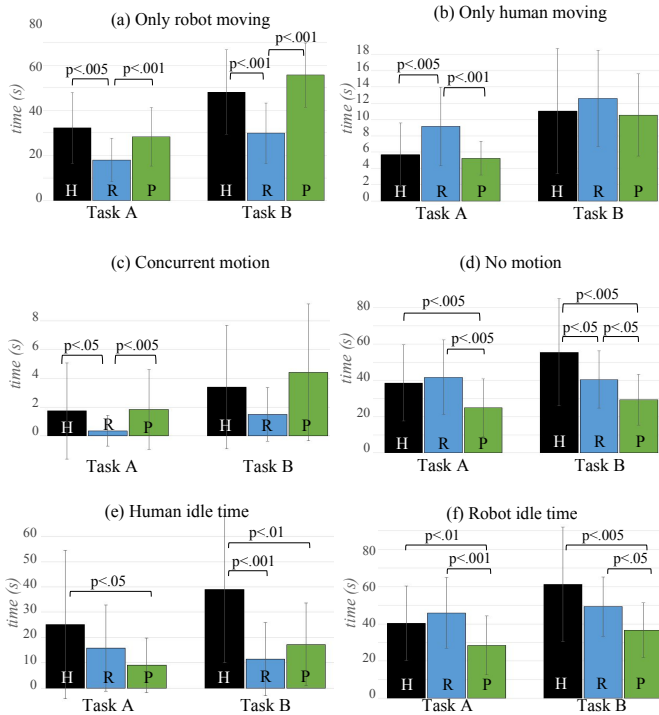 (a) Only robot moving
time (s)
80
60
40
20
0
p<.005
p<.001
p<.001
p<.001
H R P
H R P
Task A
Task B
(b) Only human moving
time (s)
18
16
14
12
10
8
6
4
2
0
p<.005
p<.001
H R P
H R P
Task A
Task B
(c) Concurrent motion
time (s)
8
6
4
2
0
p<.05
p<.005
H R P
H R P
Task A
Task B
(d) No motion
time (s)
80
60
40
20
0
p<.005
p<.005
p<.005
p<.05
p<.05
H R P
H R P
Task A
Task B
(e) Human idle time
time (s)
60
50
40
30
20
10
0
p<.05
p<.01
p<.001
H R P
H R P
Task A
Task B
(f) Robot idle time
time (s)
80
60
40
20
0
p<.01
p<.001
p<.005
p<.05
H R P
H R P
Task A
Task B